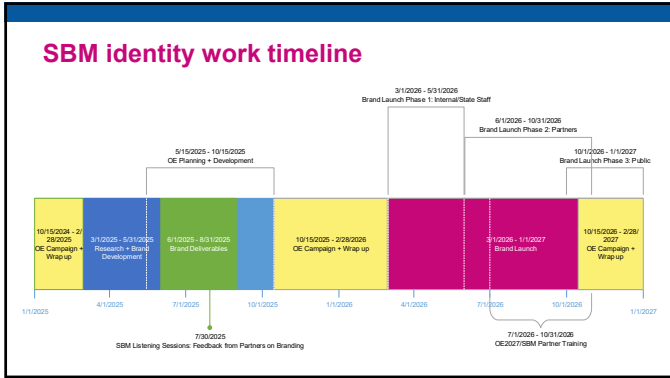 SBM identity work timeline
3/1/2026 - 5/31/2026
Brand Launch Phase 1: Internal/State Staff
6/1/2026 - 10/31/2026
Brand Launch Phase 2: Partners
5/15/2025 - 10/15/2025
OE Planning + Development
10/1/2026 - 1/1/2027
Brand Launch Phase 3: Public
10/15/2024 - 2/
28/2025
OE Campaign +
Wrap up
3/1/2025 - 5/31/2025
Research + Brand
Development
6/1/2025 - 8/31/2025
Brand Deliverables
10/15/2025 - 2/28/2026
OE Campaign + Wrap up
3/1/2026 - 1/1/2027
Brand Launch
10/15/2026 - 2/28/
2027
OE Campaign +
Wrap up
1/1/2025
4/1/2025
7/1/2025
10/1/2025
1/1/2026
4/1/2026
7/1/2026
10/1/2026
1/1/2027
7/30/2025
SBM Listening Sessions: Feedback from Partners on Branding
7/1/2026 - 10/31/2026
OE2027/SBM Partner Training